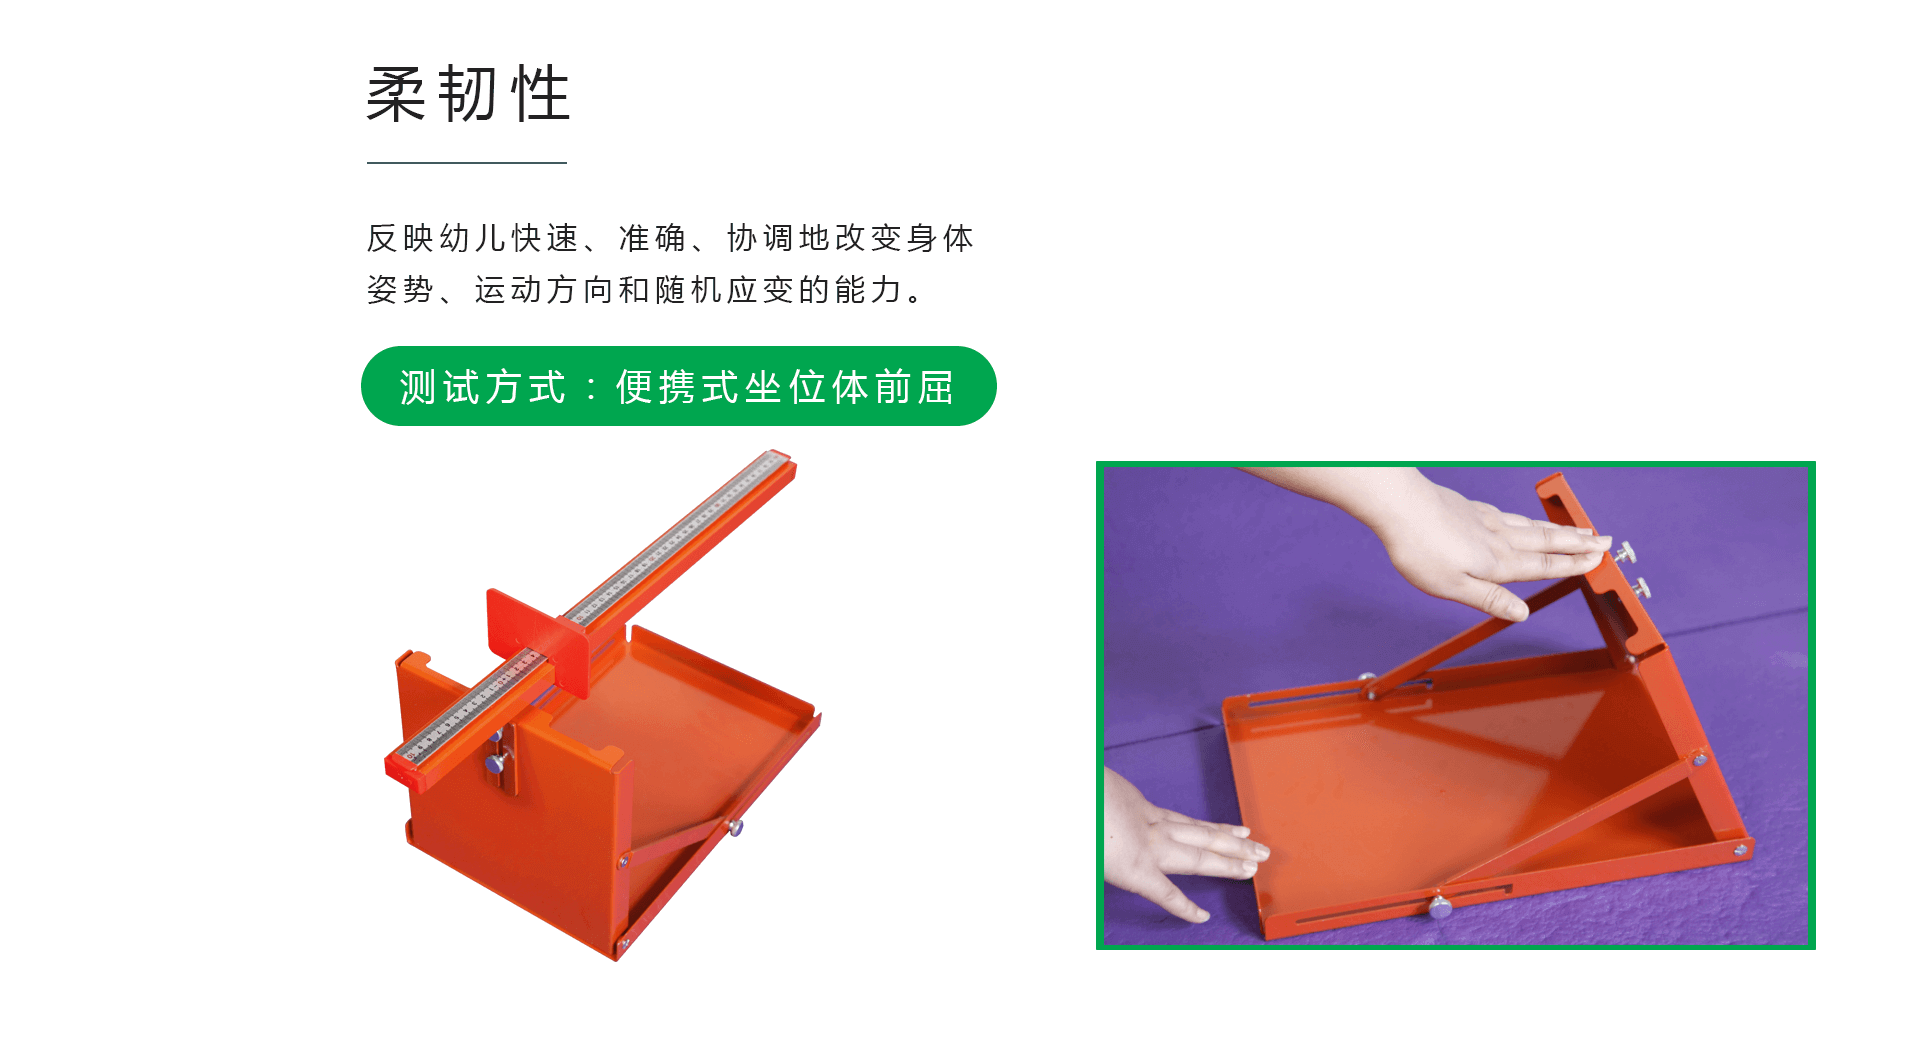 柔韧性
反映幼儿快速、准确、协调地改变身体
姿势、运动方向和随机应变的能力。
测试方式：便携式坐位体前屈